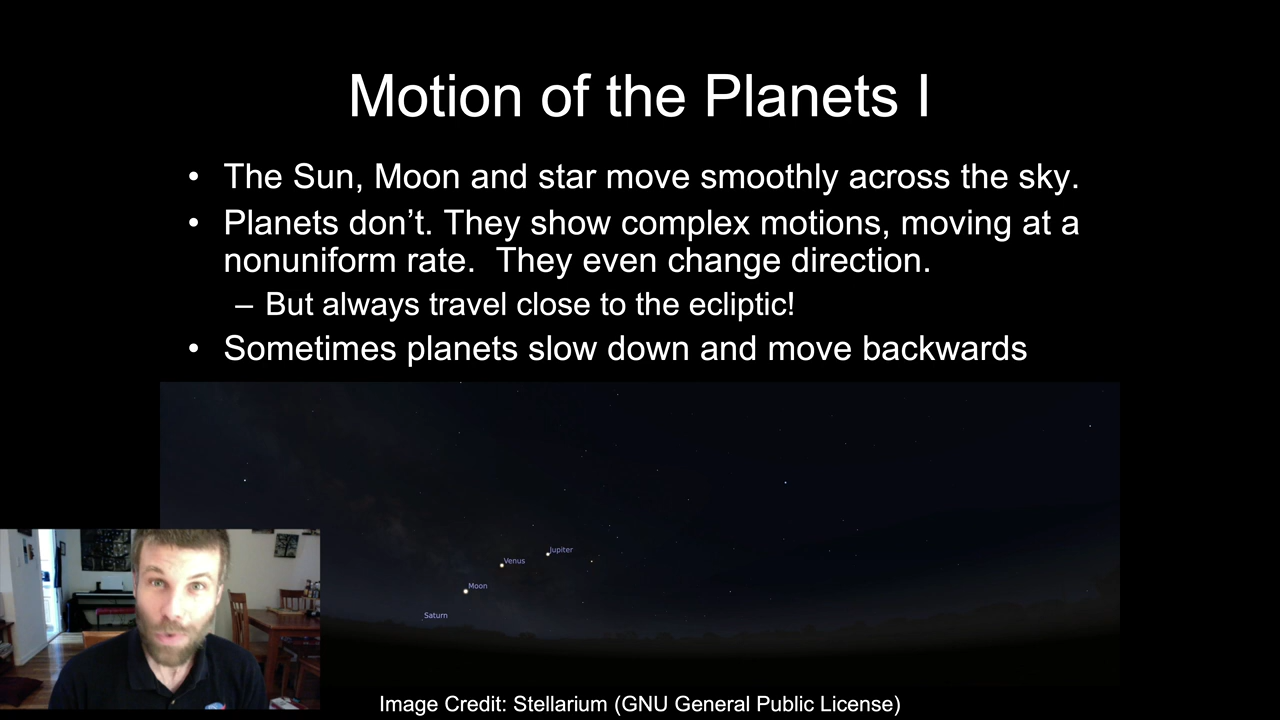 Motion of the Planets I
• The Sun, Moon and star move smoothly across the sky.
• Planets don’t. They show complex motions, moving at a
nonuniform rate.  They even change direction.
– But always travel close to the ecliptic!
• Sometimes planets slow down and move backwards
Jupiter
Venus
Moon
Saturn
Image Credit: Stellarium (GNU General Public License)